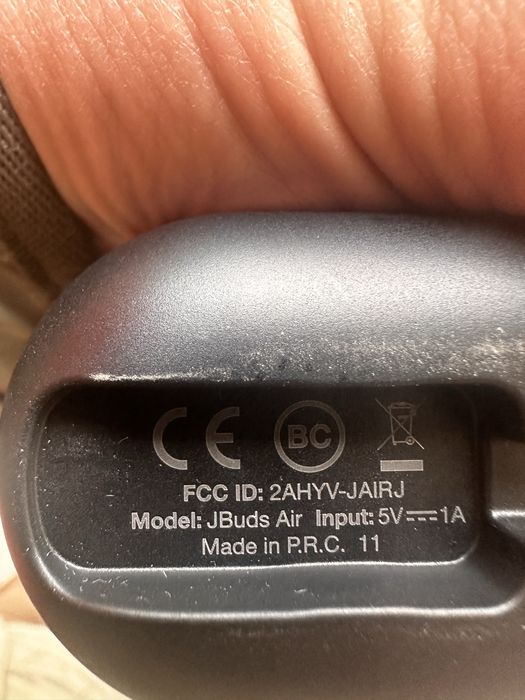 CE BC
FCC ID: 2AHYV-JAIRJ
Model: JBuds Air Input: 5V⎓1A
Made in P.R.C. 11